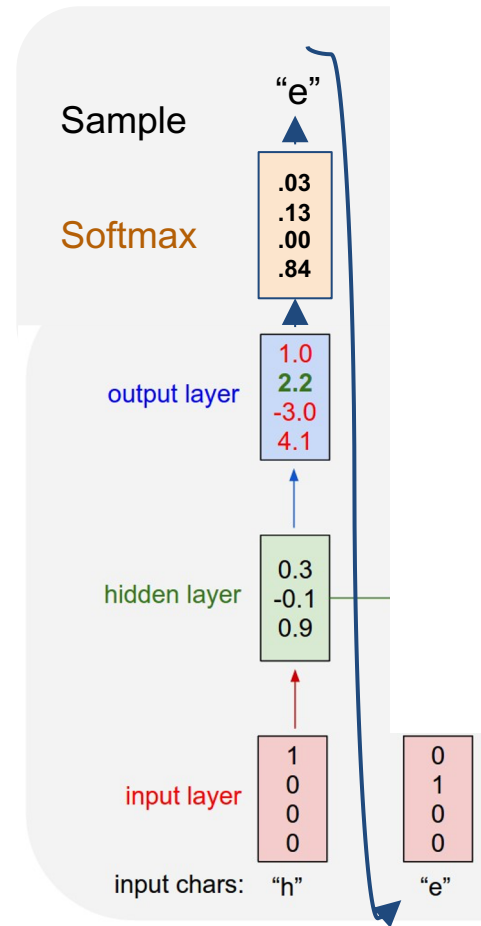 “e”
Sample
.03
.13
.00
.84
Softmax
1.0
2.2
-3.0
4.1
output layer
0.3
-0.1
0.9
hidden layer
1
0
0
0
input layer
0
1
0
0
input chars: “h” “e”